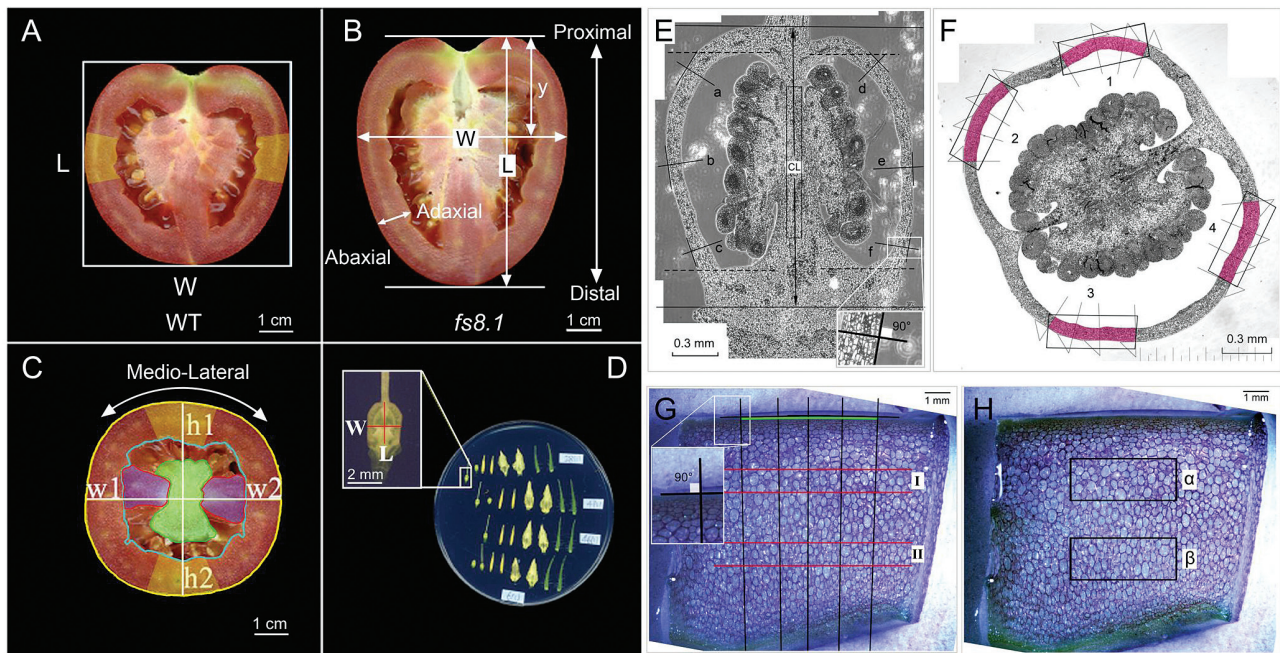 A
L
W
WT
1 cm
B
Proximal
y
W
L
Adaxial
Abaxial
Distal
fs8.1
1 cm
C
Medio-Lateral
h1
w1
w2
h2
1 cm
D
W
L
2 mm
E
a
d
b
CL
e
c
f
90°
0.3 mm
F
1
2
4
3
0.3 mm
G
1 mm
90°
I
II
H
1 mm
α
β